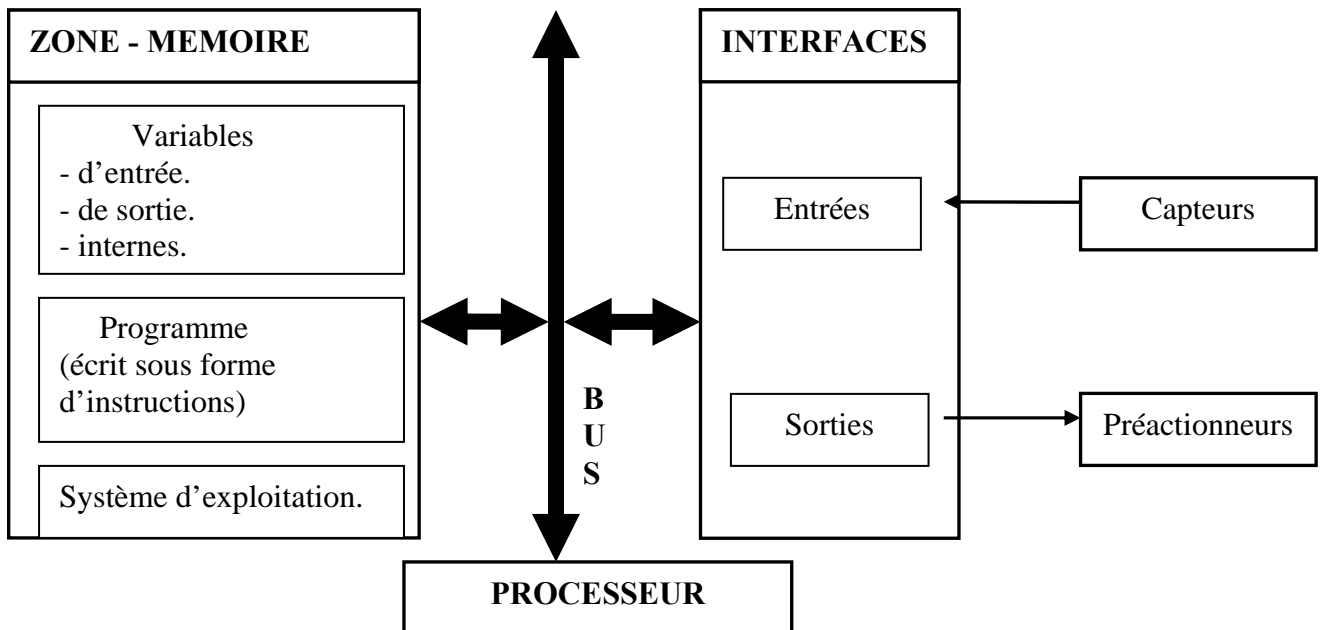 ZONE - MEMOIRE
Variables
- d’entrée.
- de sortie.
- internes.
Programme
(écrit sous forme
d’instructions)
Système d’exploitation.
B
U
S
INTERFACES
Entrées
Sorties
Capteurs
Préactionneurs
PROCESSEUR